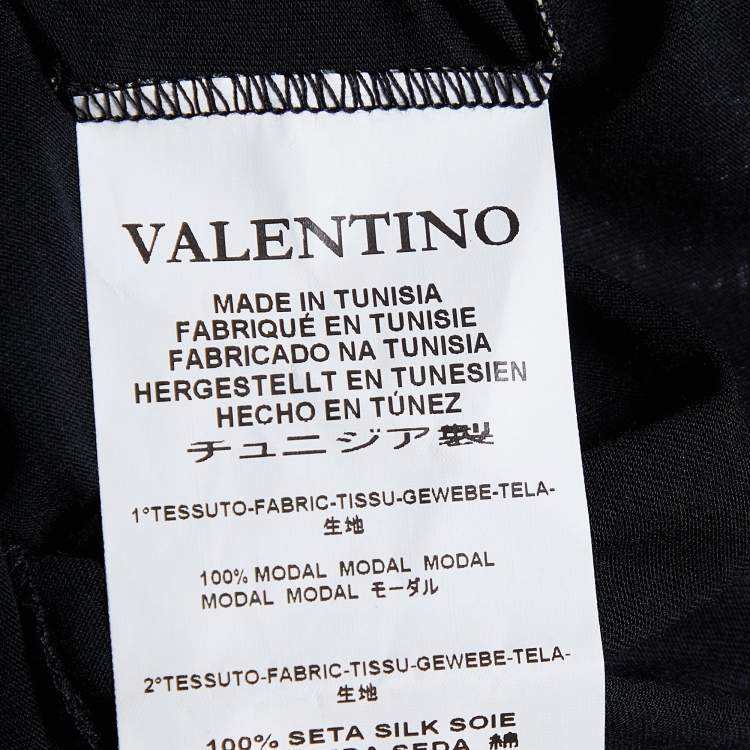 VALENTINO
MADE IN TUNISIA
FABRIQUÉ EN TUNISIE
FABRICADO NA TUNISIA
HERGESTELLT EN TUNESIEN
HECHO EN TÚNEZ
チュニジア製
1°TESSUTO-FABRIC-TISSU-GEWEBE-TELA-
生地
100% MODAL MODAL MODAL
MODAL MODAL モーダル
2°TESSUTO-FABRIC-TISSU-GEWEBE-TELA-
生地
100% SETA SILK SOIE
SEDA 綿